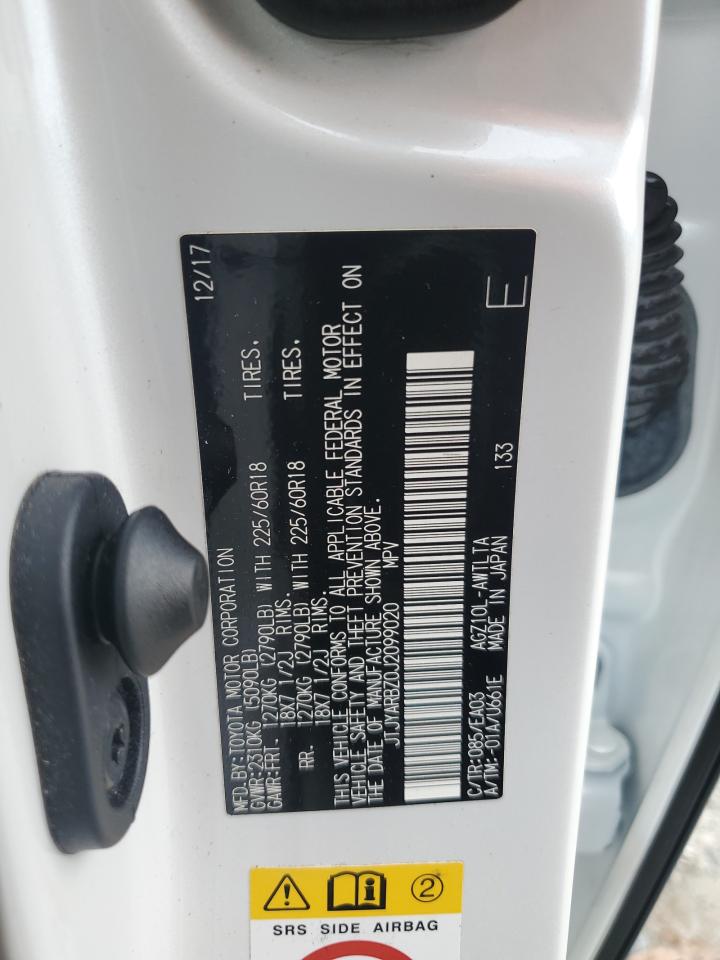 MFD.BY:TOYOTA MOTOR CORPORATION 12/17
GVWR:2310KG (5090LB)
GAWR:FRT. 1270KG (2790LB) WITH 225/60R18 TIRES.
18X7 1/2J RIMS.
RR. 1270KG (2790LB) WITH 225/60R18 TIRES.
18X7 1/2J RIMS.
THIS VEHICLE CONFORMS TO ALL APPLICABLE FEDERAL MOTOR
VEHICLE SAFETY AND THEFT PREVENTION STANDARDS IN EFFECT ON
THE DATE OF MANUFACTURE SHOWN ABOVE.
JTJYARBZ0J2099020 MPV
E
C/TR:085/EA03 AGZ10L-AWTLTA 133
A/TM:-01A/U661E MADE IN JAPAN
2
SRS SIDE AIRBAG